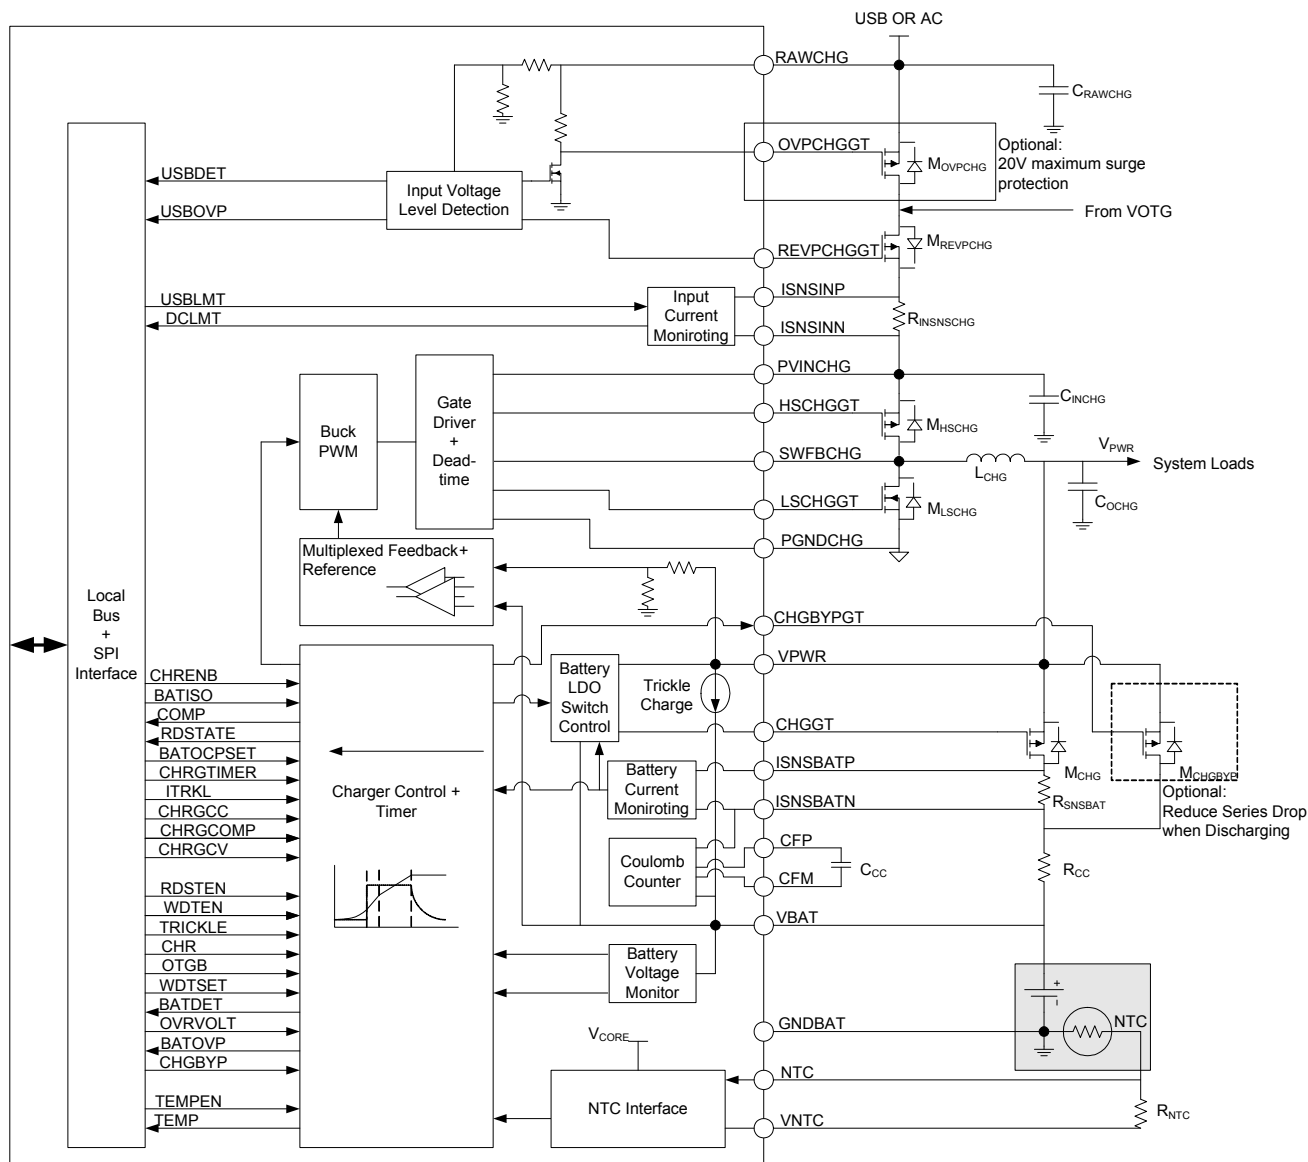 USB OR AC
RAWCHG
CRAWCHG
OVPCHGGT
MOVPCHG
Optional:
20V maximum surge
protection
USBDET
USBOVP
Input Voltage
Level Detection
From VOTG
REVPCHGGT
MREVPCHG
USBLMT
DCLMT
Input
Current
Moniroting
ISNSINP
ISNSINN
RINSNSCHG
PVINCHG
CINCHG
Buck
PWM
Gate
Driver
+
Dead-
time
HSCHGGT
MHSCHG
SWFBCHG
LCHG
VPWR
System Loads
COCHG
LSCHGGT
MLSCHG
PGNDCHG
Multiplexed Feedback+
Reference
Local
Bus
+
SPI
Interface
CHGBYPGT
VPWR
Battery
LDO
Switch
Control
Trickle
Charge
CHGGT
MCHG
MCHGBYP
Optional:
Reduce Series Drop
when Discharging
CHRENB
BATISO
COMP
RDSTATE
BATOCPSET
CHRGTIMER
ITRKL
CHRGCC
CHRGCOMP
CHRGCV
RDSTEN
WDTEN
TRICKLE
CHR
OTGB
WDTSET
BATDET
OVRVOLT
BATOVP
CHGBYP
TEMPEN
TEMP
Charger Control +
Timer
Battery
Current
Moniroting
ISNSBATP
ISNSBATN
RSNSBAT
Coulomb
Counter
CFP
CFM
CCC
RCC
VBAT
Battery
Voltage
Monitor
+
-
NTC
GNDBAT
VCORE
NTC Interface
NTC
VNTC
RNTC